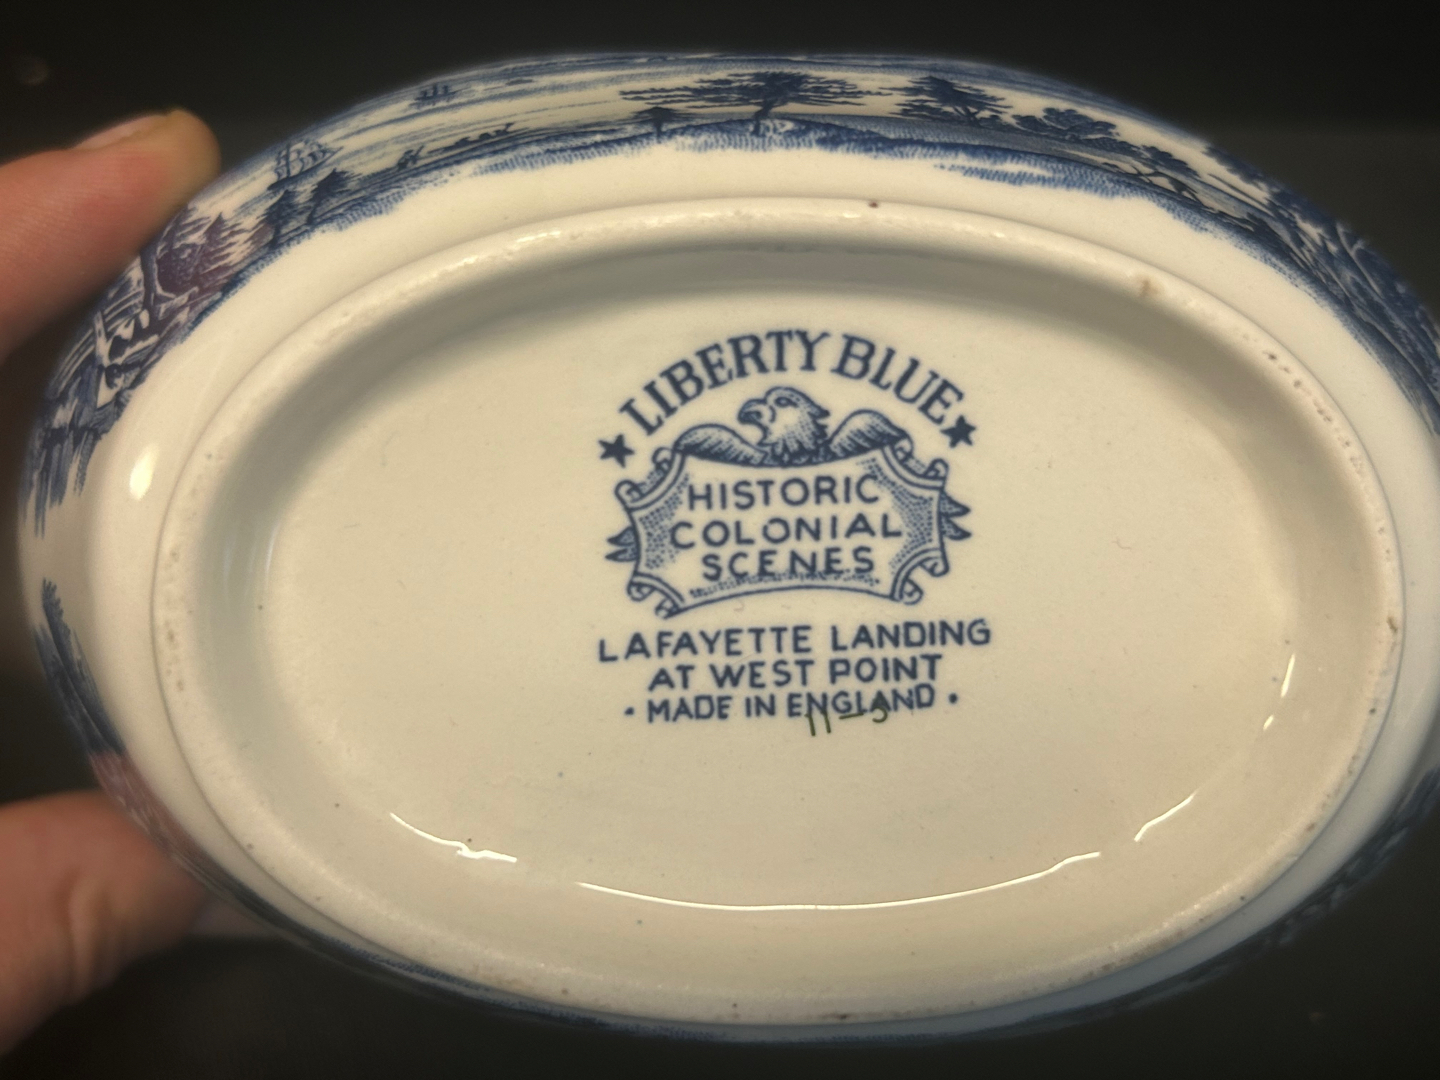 LIBERTY BLUE
HISTORIC
COLONIAL
SCENES
LAFAYETTE LANDING
AT WEST POINT
· MADE IN ENGLAND ·